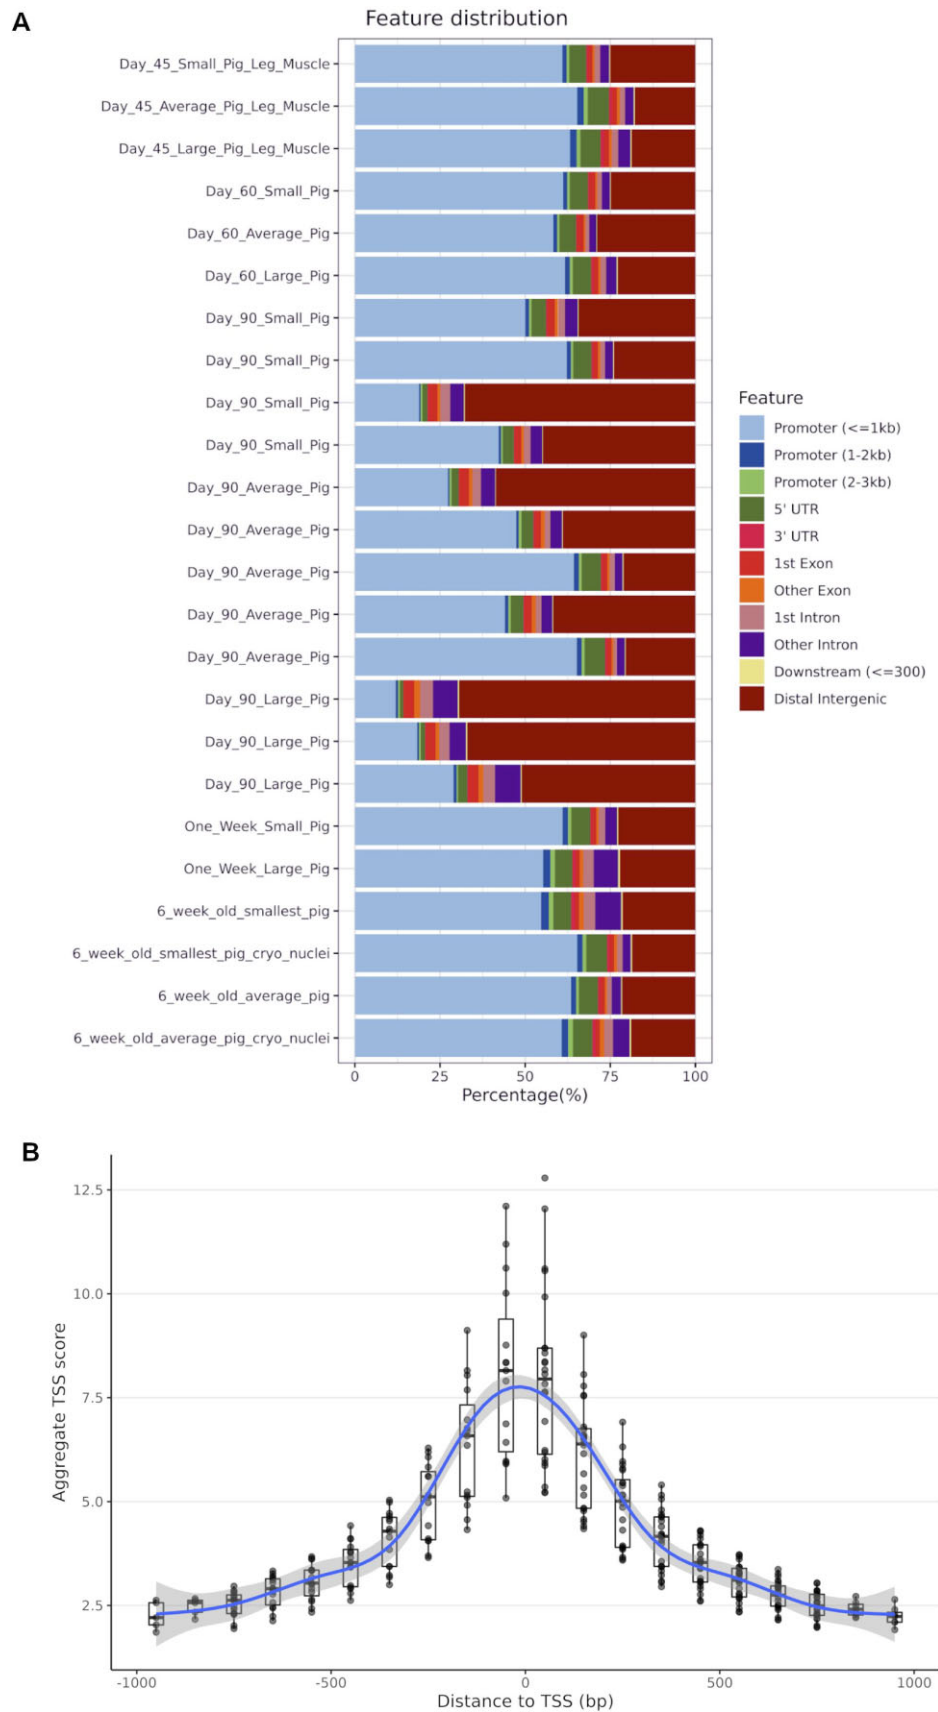 A
Feature distribution
Day_45_Small_Pig_Leg_Muscle
Day_45_Average_Pig_Leg_Muscle
Day_45_Large_Pig_Leg_Muscle
Day_60_Small_Pig
Day_60_Average_Pig
Day_60_Large_Pig
Day_90_Small_Pig
Day_90_Small_Pig
Day_90_Small_Pig
Day_90_Small_Pig
Day_90_Average_Pig
Day_90_Average_Pig
Day_90_Average_Pig
Day_90_Average_Pig
Day_90_Average_Pig
Day_90_Large_Pig
Day_90_Large_Pig
Day_90_Large_Pig
One_Week_Small_Pig
One_Week_Large_Pig
6_week_old_smallest_pig
6_week_old_smallest_pig_cryo_nuclei
6_week_old_average_pig
6_week_old_average_pig_cryo_nuclei
0 25 50 75 100
Percentage(%)
Feature
Promoter (<=1kb)
Promoter (1-2kb)
Promoter (2-3kb)
5' UTR
3' UTR
1st Exon
Other Exon
1st Intron
Other Intron
Downstream (<=300)
Distal Intergenic
B
Aggregate TSS score
12.5
10.0
7.5
5.0
2.5
-1000 -500 0 500 1000
Distance to TSS (bp)